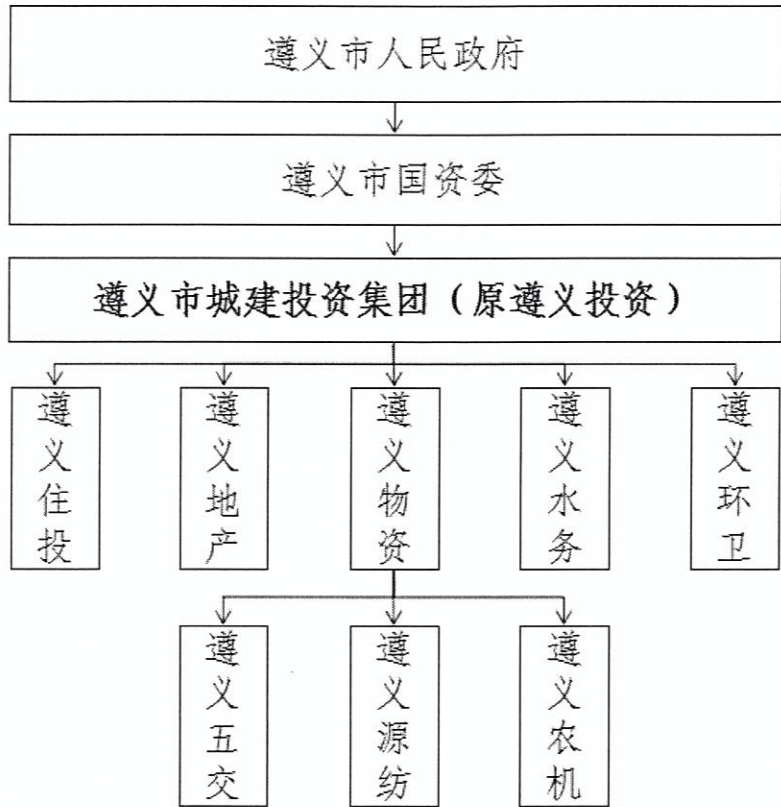 遵义市人民政府
遵义市国资委
遵义市城建投资集团（原遵义投资）
遵义住投
遵义地产
遵义物资
遵义水务
遵义环卫
遵义五交
遵义源纺
遵义农机